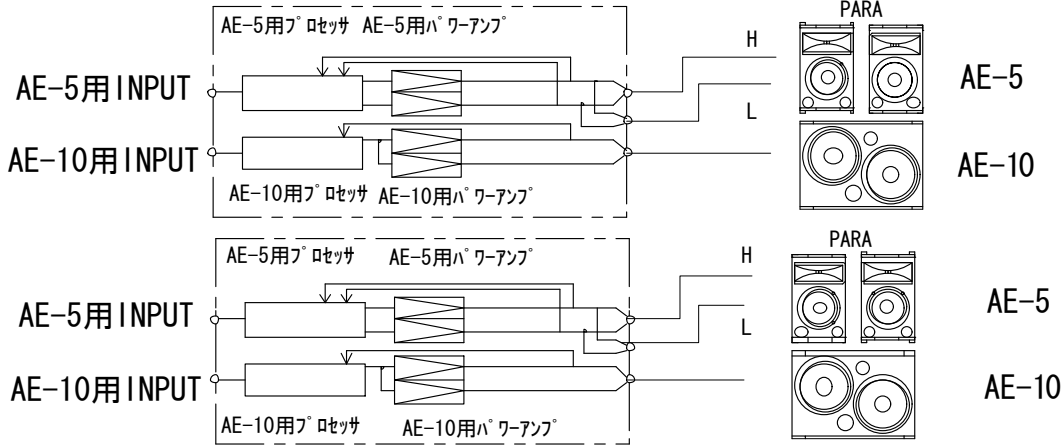 PARA
AE-5用プロセッサ AE-5用パワーアンプ
H
AE-5用INPUT
AE-5
L
AE-10用INPUT
AE-10
AE-10用プロセッサ AE-10用パワーアンプ
PARA
AE-5用プロセッサ AE-5用パワーアンプ
H
AE-5用INPUT
AE-5
L
AE-10用INPUT
AE-10
AE-10用プロセッサ AE-10用パワーアンプ